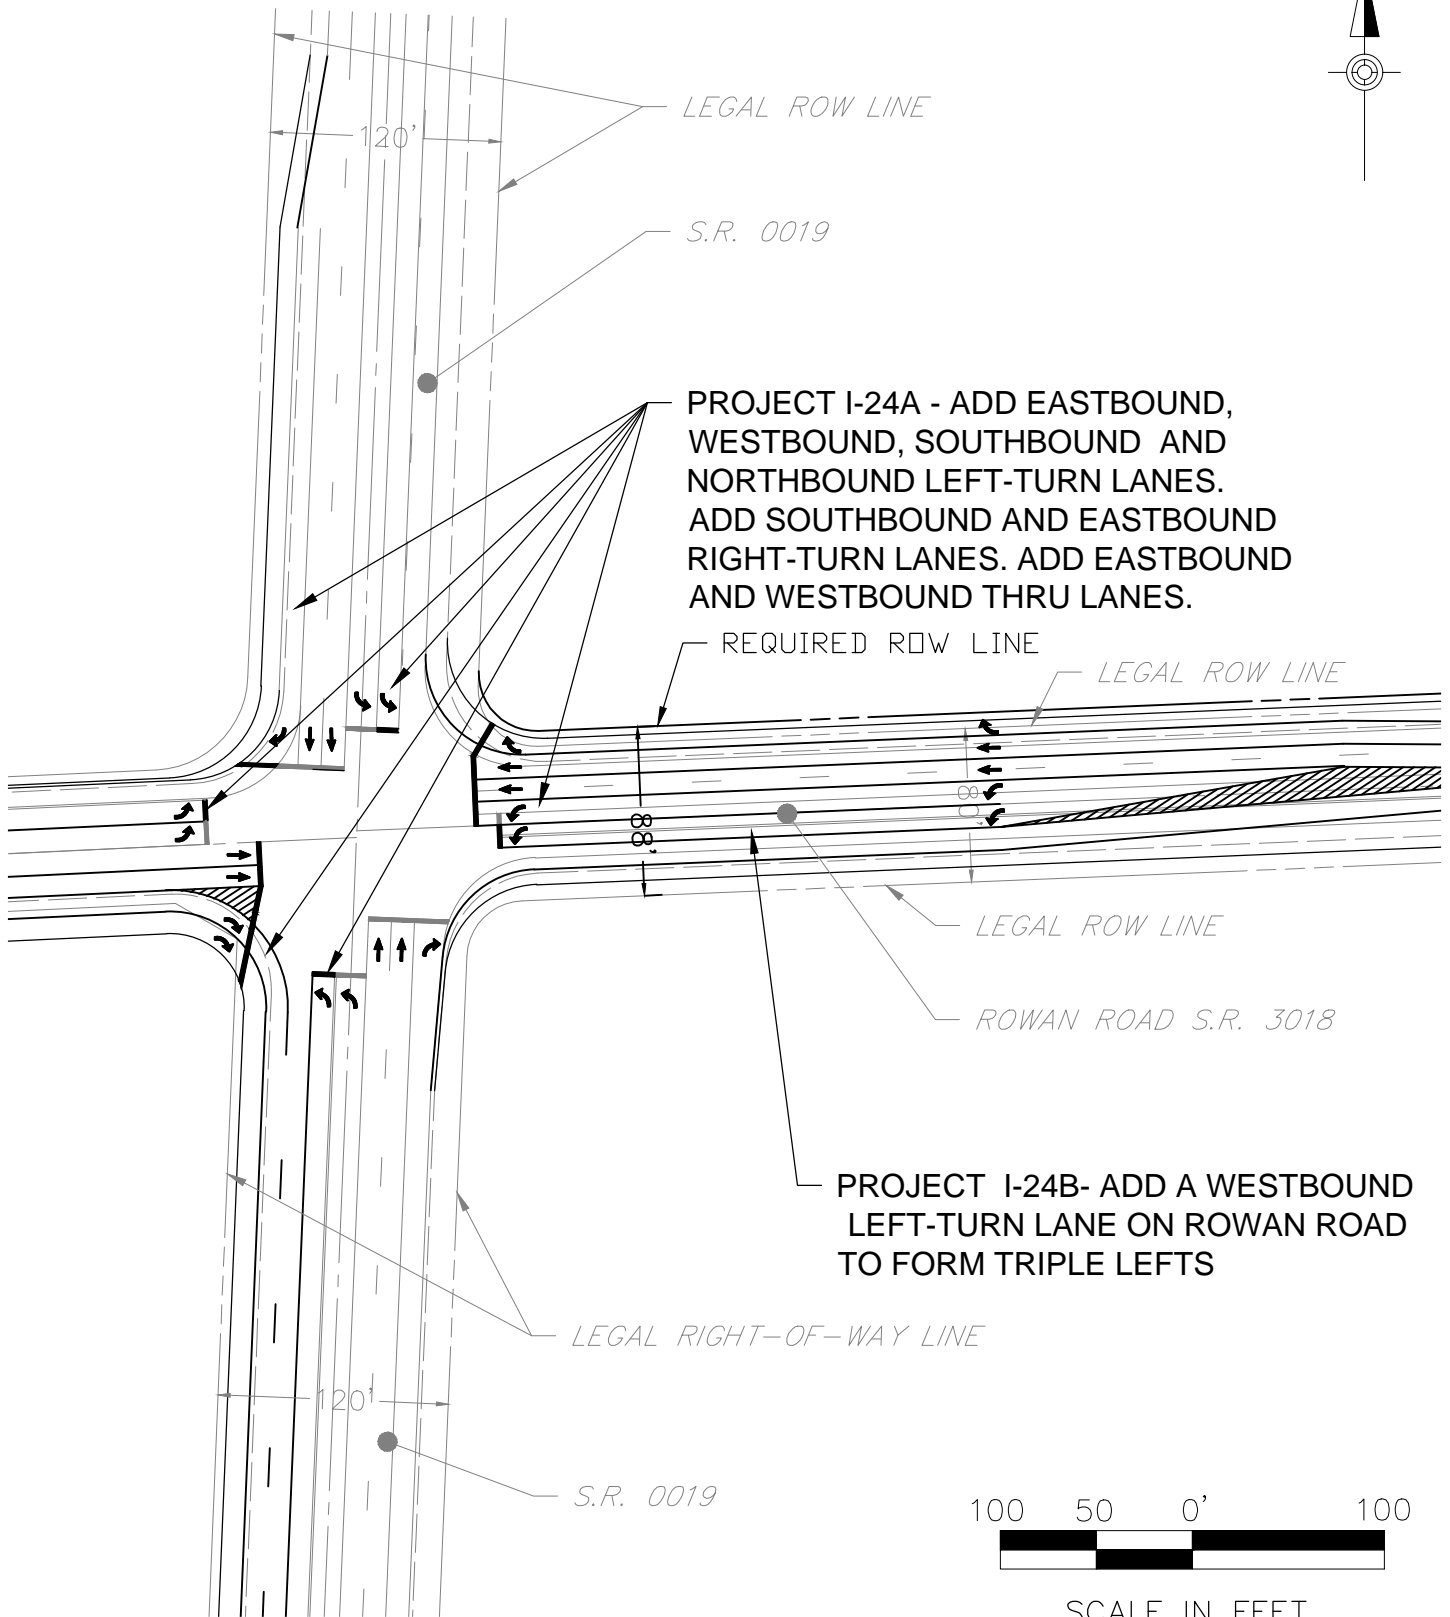 LEGAL ROW LINE
120'
S.R. 0019
PROJECT I-24A - ADD EASTBOUND,
WESTBOUND, SOUTHBOUND AND
NORTHBOUND LEFT-TURN LANES.
ADD SOUTHBOUND AND EASTBOUND
RIGHT-TURN LANES. ADD EASTBOUND
AND WESTBOUND THRU LANES.
REQUIRED ROW LINE
LEGAL ROW LINE
88'
LEGAL ROW LINE
ROWAN ROAD S.R. 3018
PROJECT I-24B- ADD A WESTBOUND
LEFT-TURN LANE ON ROWAN ROAD
TO FORM TRIPLE LEFTS
LEGAL RIGHT-OF-WAY LINE
120'
S.R. 0019
100 50 0' 100
SCALE IN FEET